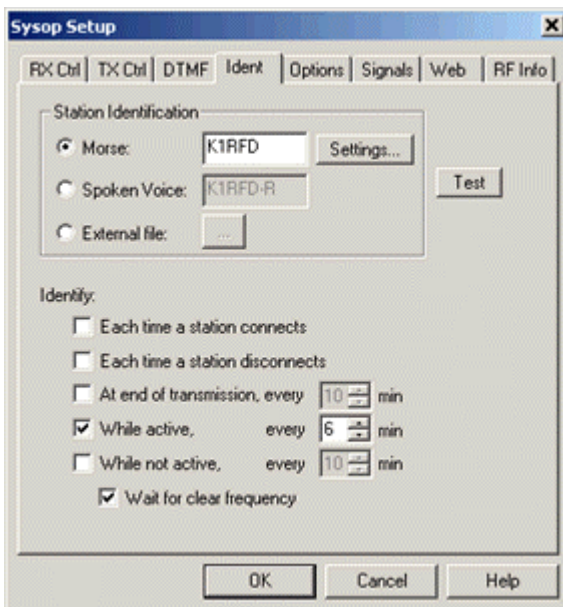 Sysop Setup
RX Ctrl TX Ctrl DTMF Ident Options Signals Web RF Info
Station Identification
Morse: K1RFD Settings...
Spoken Voice: K1RFD-R Test
External file: ...
Identify:
Each time a station connects
Each time a station disconnects
At end of transmission, every 10 min
While active, every 6 min
While not active, every 10 min
Wait for clear frequency
OK Cancel Help